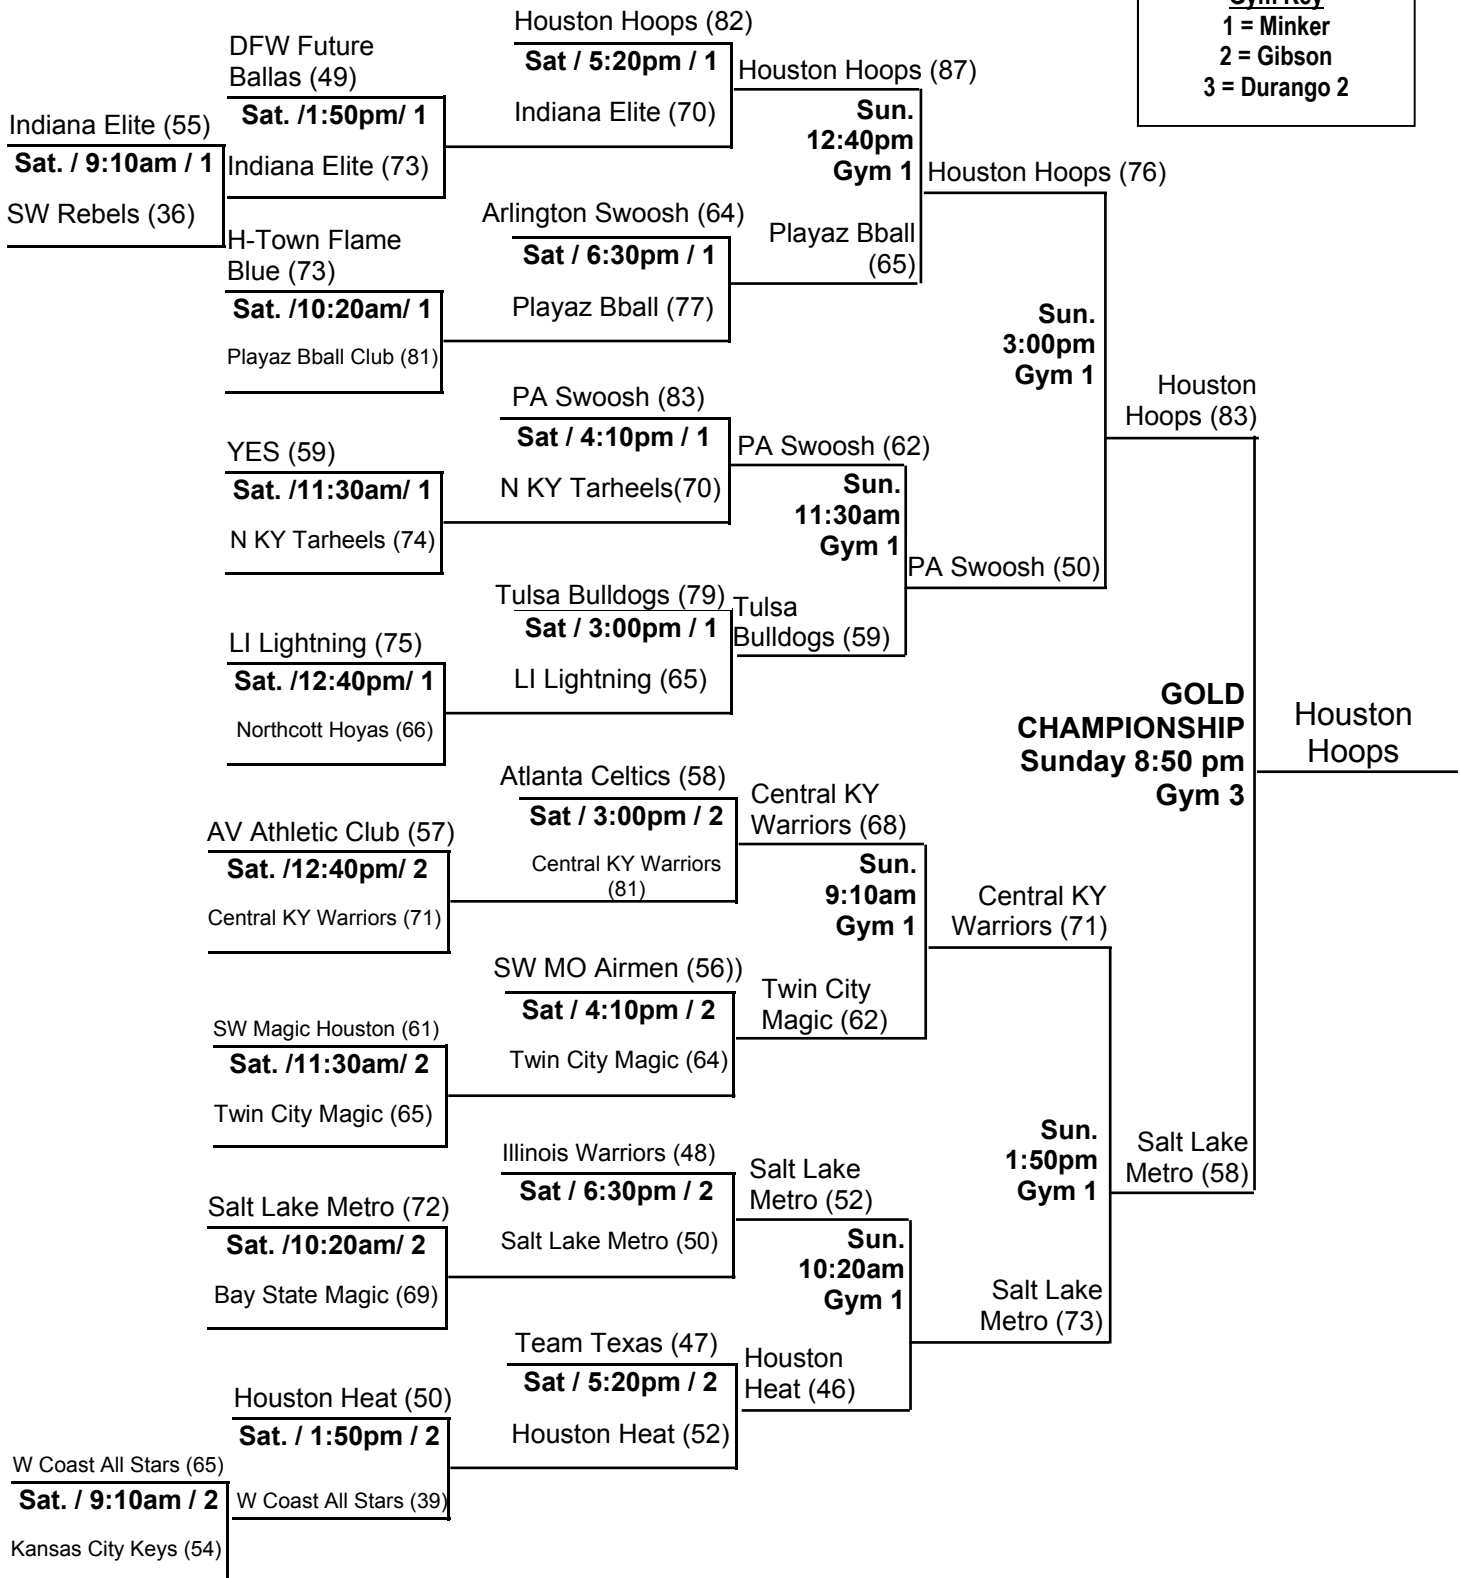 Gym Key
1 = Minker
2 = Gibson
3 = Durango 2
Indiana Elite (55)
Sat. / 9:10am / 1
SW Rebels (36)
DFW Future
Ballas (49)
Sat. /1:50pm/ 1
Indiana Elite (73)
H-Town Flame
Blue (73)
Sat. /10:20am/ 1
Playaz Bball Club (81)
YES (59)
Sat. /11:30am/ 1
N KY Tarheels (74)
LI Lightning (75)
Sat. /12:40pm/ 1
Northcott Hoyas (66)
AV Athletic Club (57)
Sat. /12:40pm/ 2
Central KY Warriors (71)
SW Magic Houston (61)
Sat. /11:30am/ 2
Twin City Magic (65)
Salt Lake Metro (72)
Sat. /10:20am/ 2
Bay State Magic (69)
Houston Heat (50)
Sat. / 1:50pm / 2
W Coast All Stars (39)
W Coast All Stars (65)
Sat. / 9:10am / 2
Kansas City Keys (54)
Houston Hoops (82)
Sat / 5:20pm / 1
Indiana Elite (70)
Arlington Swoosh (64)
Sat / 6:30pm / 1
Playaz Bball (77)
PA Swoosh (83)
Sat / 4:10pm / 1
N KY Tarheels(70)
Tulsa Bulldogs (79)
Sat / 3:00pm / 1
LI Lightning (65)
Atlanta Celtics (58)
Sat / 3:00pm / 2
Central KY Warriors
(81)
SW MO Airmen (56))
Sat / 4:10pm / 2
Twin City Magic (64)
Illinois Warriors (48)
Sat / 6:30pm / 2
Salt Lake Metro (50)
Team Texas (47)
Sat / 5:20pm / 2
Houston Heat (52)
Houston Hoops (87)
Sun.
12:40pm
Gym 1
Playaz Bball
(65)
PA Swoosh (62)
Sun.
11:30am
Gym 1
Tulsa
Bulldogs (59)
Central KY
Warriors (68)
Sun.
9:10am
Gym 1
Twin City
Magic (62)
Salt Lake
Metro (52)
Sun.
10:20am
Gym 1
Houston
Heat (46)
Houston Hoops (76)
Sun.
3:00pm
Gym 1
PA Swoosh (50)
Central KY
Warriors (71)
Sun.
1:50pm
Gym 1
Salt Lake
Metro (73)
Houston
Hoops (83)
GOLD
CHAMPIONSHIP
Sunday 8:50 pm
Gym 3
Salt Lake
Metro (58)
Houston
Hoops